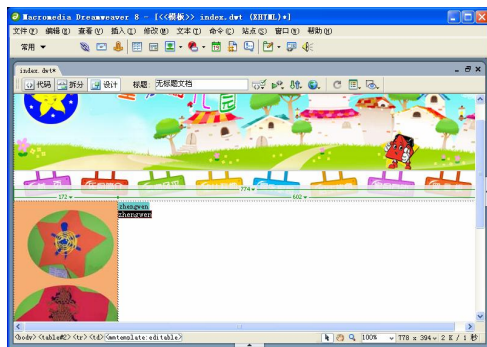 Macromedia Dreamweaver 8 - [<<模板>> index.dwt (XHTML)*]
文件(F) 编辑(E) 查看(V) 插入(I) 修改(M) 文本(T) 命令(C) 站点(S) 窗口(W) 帮助(H)
常用
index.dwt*
代码 拆分 设计 标题: 无标题文档
儿园
774
172 602
zhengwen
zhengwen
<body> <table#2> <tr> <td> <mmtemplate:editable> 100% 778 x 394 2 K / 1 秒